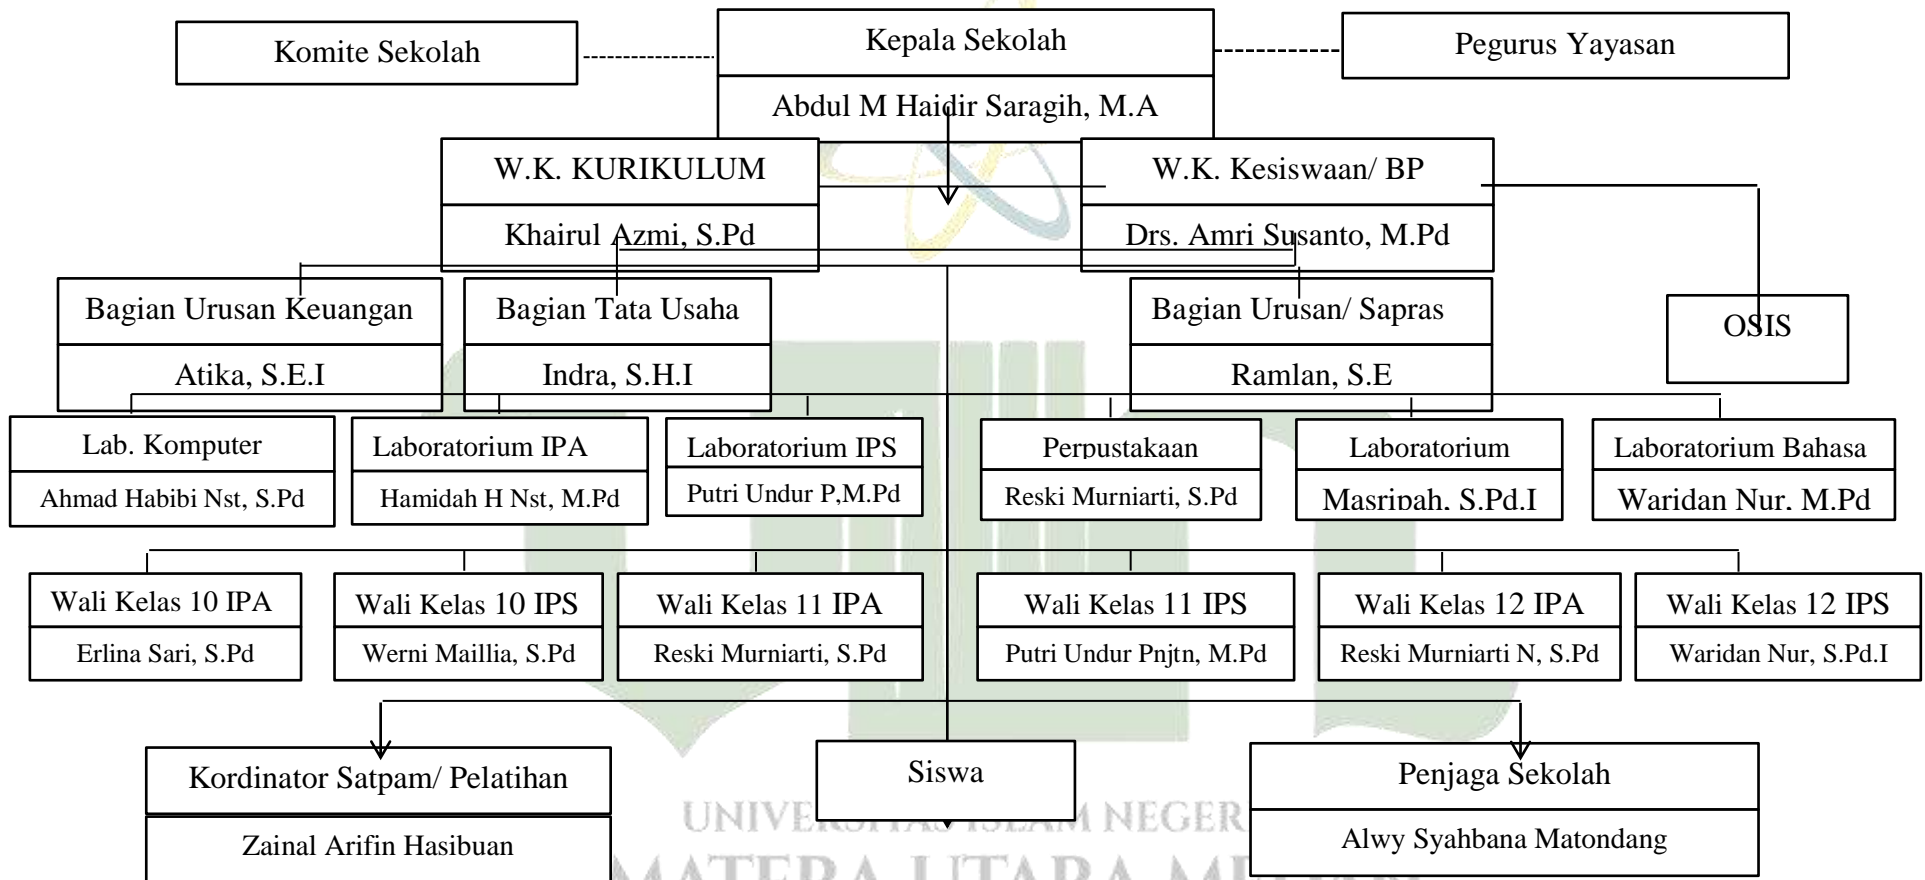 Komite Sekolah
Kepala Sekolah
Pegurus Yayasan
Abdul M Haidir Saragih, M.A
W.K. KURIKULUM
W.K. Kesiswaan/ BP
Khairul Azmi, S.Pd
Drs. Amri Susanto, M.Pd
Bagian Urusan Keuangan
Bagian Tata Usaha
Bagian Urusan/ Sapras
OSIS
Atika, S.E.I
Indra, S.H.I
Ramlan, S.E
Lab. Komputer
Laboratorium IPA
Laboratorium IPS
Perpustakaan
Laboratorium
Laboratorium Bahasa
Ahmad Habibi Nst, S.Pd
Hamidah H Nst, M.Pd
Putri Undur P,M.Pd
Reski Murniarti, S.Pd
Masripah, S.Pd.I
Waridan Nur, M.Pd
Wali Kelas 10 IPA
Wali Kelas 10 IPS
Wali Kelas 11 IPA
Wali Kelas 11 IPS
Wali Kelas 12 IPA
Wali Kelas 12 IPS
Erlina Sari, S.Pd
Werni Maillia, S.Pd
Reski Murniarti, S.Pd
Putri Undur Pnjtn, M.Pd
Reski Murniarti N, S.Pd
Waridan Nur, S.Pd.I
Kordinator Satpam/ Pelatihan
Siswa
Penjaga Sekolah
Zainal Arifin Hasibuan
Alwy Syahbana Matondang
UNIVERSITAS ISLAM NEGER
MATERA UTARA